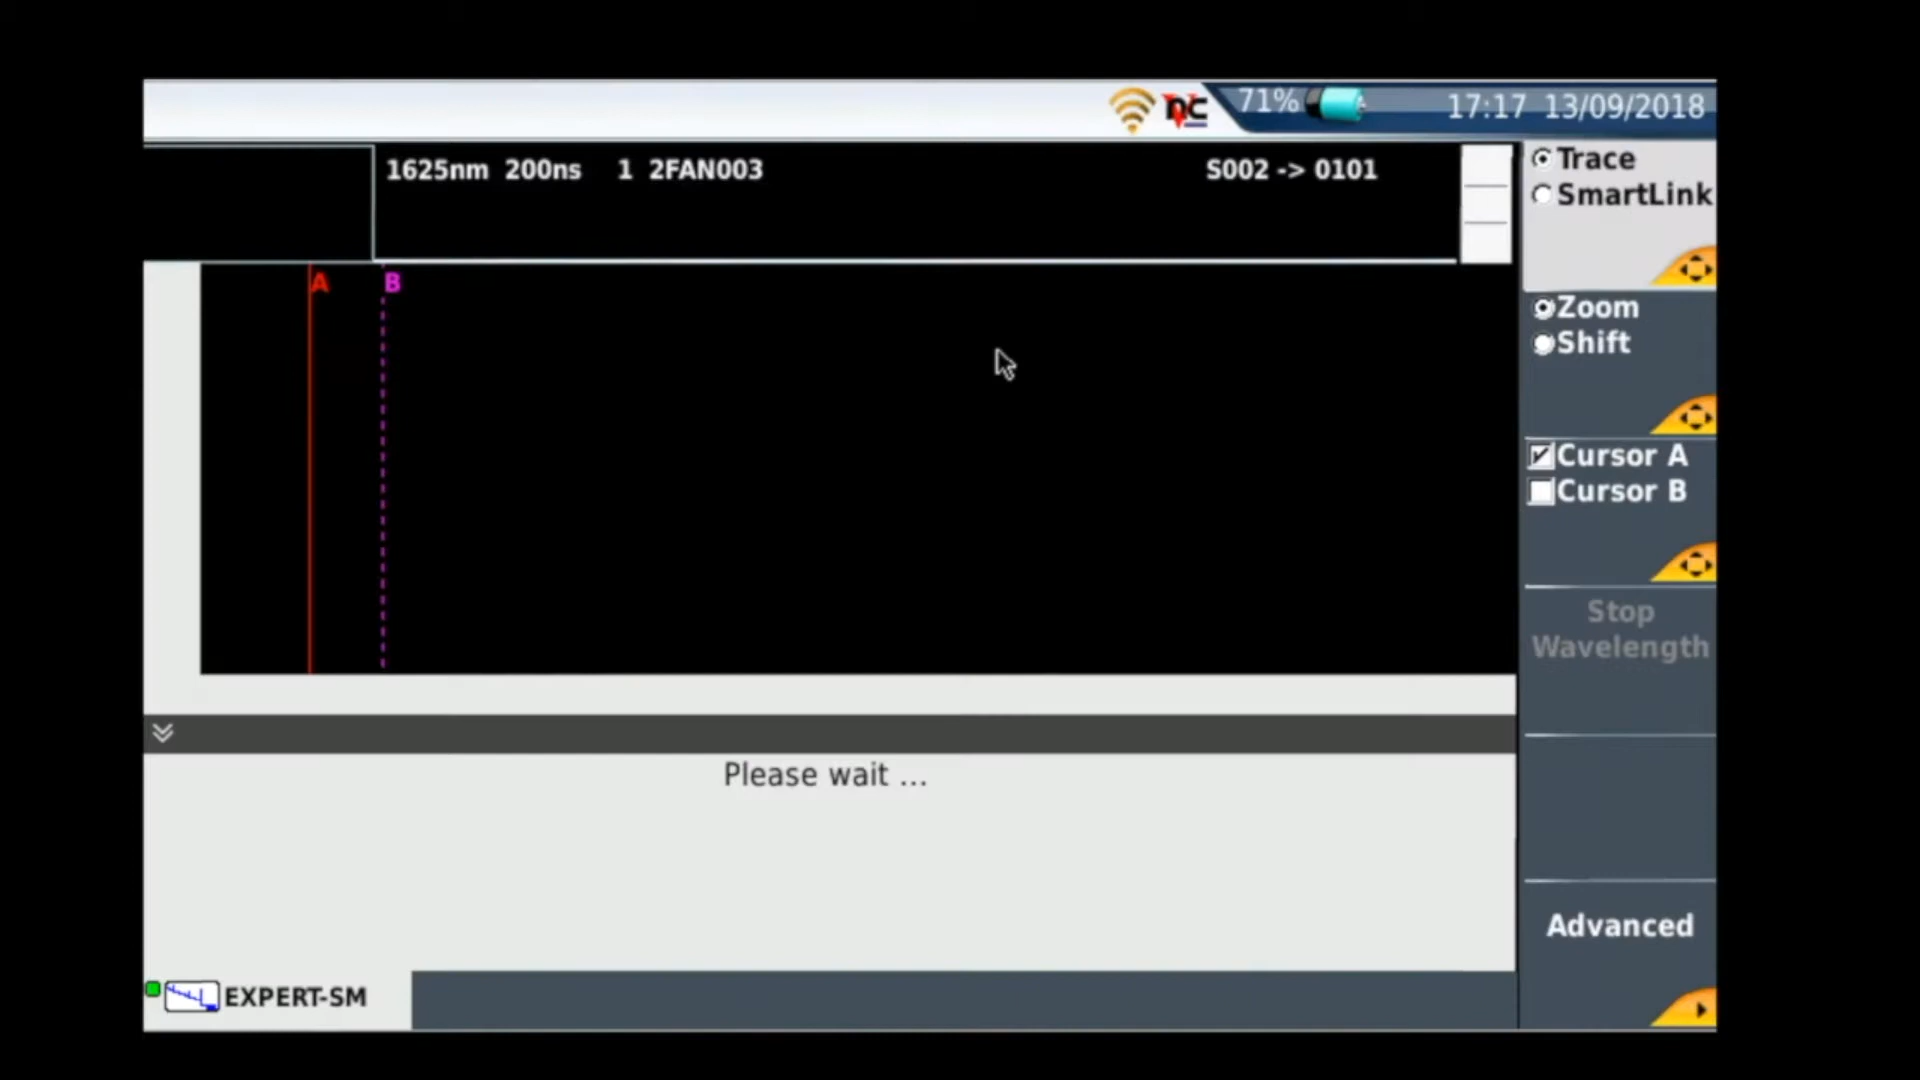 71% 17:17 13/09/2018
1625nm 200ns 1 2FAN003 S002 -> 0101
Trace
SmartLink
A B
Zoom
Shift
Cursor A
Cursor B
Stop
Wavelength
Please wait ...
Advanced
EXPERT-SM